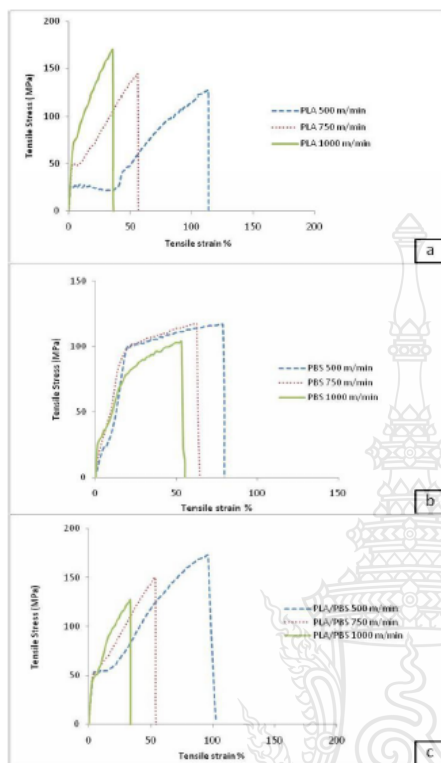 200
150
100
50
0
Tensile Stress ( MPa)
0 50 100 150 200
Tensile strain %
PLA 500 m/min
PLA 750 m/min
PLA 1000 m/min
a
150
100
50
0
Tensile Stress (MPa)
0 50 100 150
Tensile strain %
PBS 500 m/min
PBS 750 m/min
PBS 1000 m/min
b
200
150
100
50
0
Tensile Stress (MPa)
0 50 100 150 200
Tensile strain %
PLA/PBS 500 m/min
PLA/PBS 750 m/min
PLA/PBS 1000 m/min
c